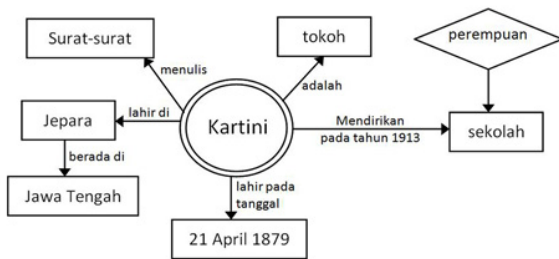 Surat-surat
tokoh
perempuan
menulis
adalah
Jepara
lahir di
Kartini
Mendirikan
pada tahun 1913
sekolah
berada di
Jawa Tengah
lahir pada
tanggal
21 April 1879